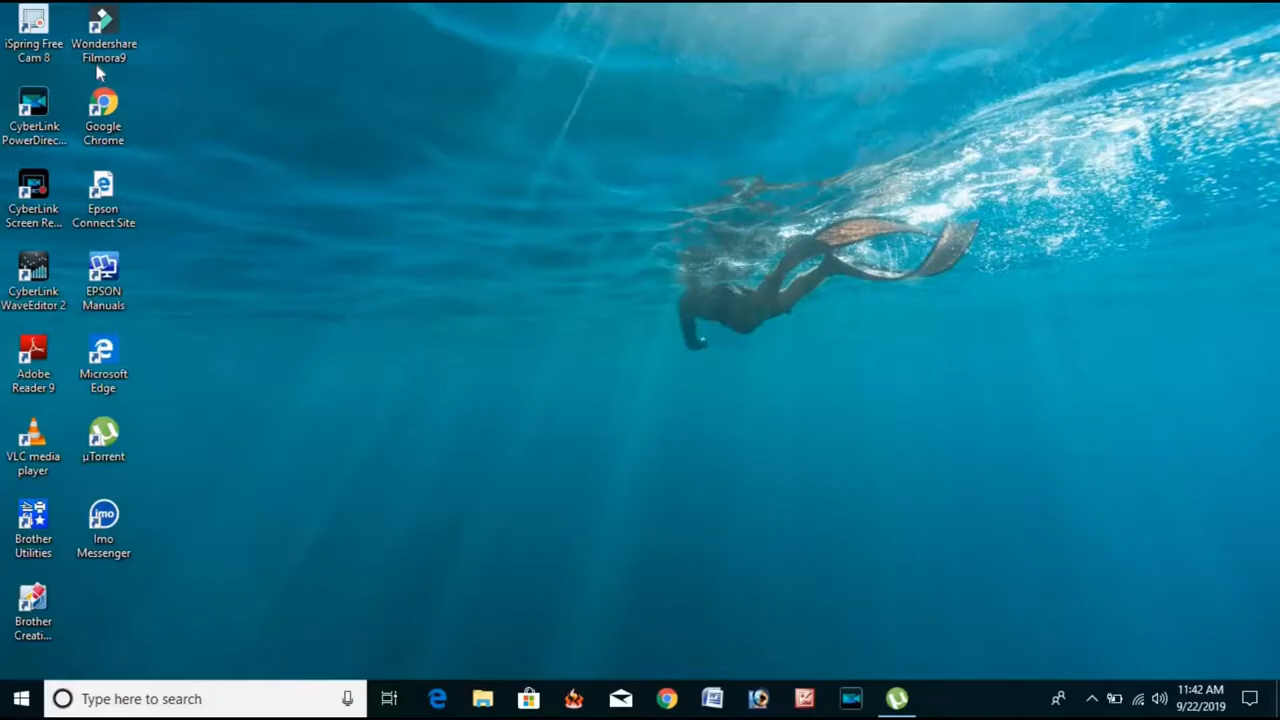 iSpring Free
Cam 8
Wondershare
Filmora9
CyberLink
PowerDirec...
Google
Chrome
CyberLink
Screen Re...
Epson
Connect Site
CyberLink
WaveEditor 2
EPSON
Manuals
Adobe
Reader 9
Microsoft
Edge
VLC media
player
µTorrent
Brother
Utilities
imo
Imo
Messenger
Brother
Creati...
Type here to search
11:42 AM
9/22/2019